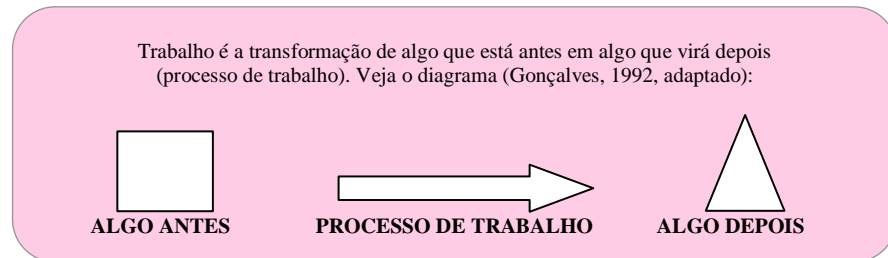 Trabalho é a transformação de algo que está antes em algo que virá depois
(processo de trabalho). Veja o diagrama (Gonçalves, 1992, adaptado):
ALGO ANTES
PROCESSO DE TRABALHO
ALGO DEPOIS